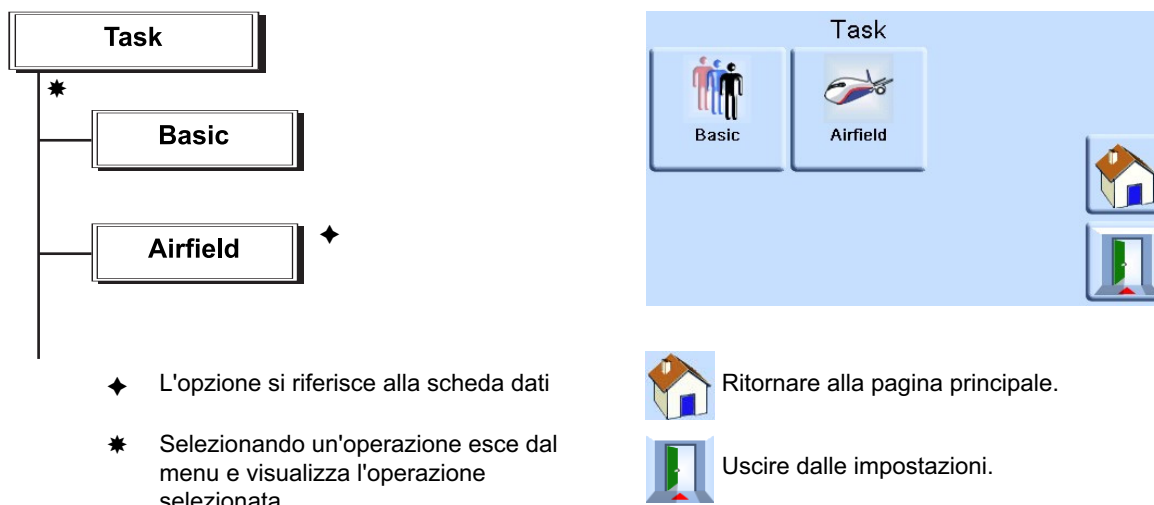 Task
Basic
Airfield
L'opzione si riferisce alla scheda dati
Selezionando un'operazione esce dal
menu e visualizza l'operazione
selezionata
Task
Basic
Airfield
Ritornare alla pagina principale.
Uscire dalle impostazioni.